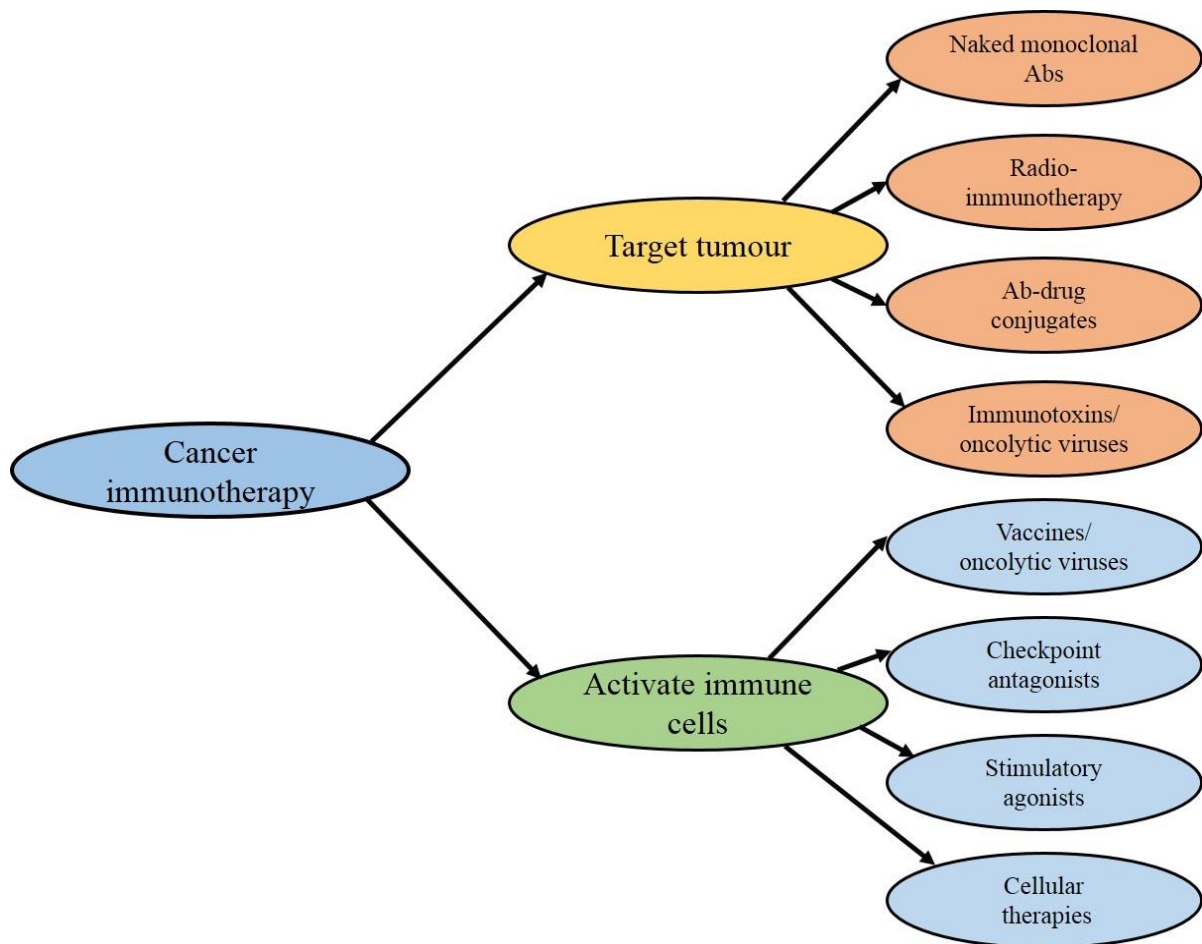 Naked monoclonal
Abs
Radio-
immunotherapy
Target tumour
Ab-drug
conjugates
Immunotoxins/
oncolytic viruses
Cancer
immunotherapy
Vaccines/
oncolytic viruses
Checkpoint
antagonists
Activate immune
cells
Stimulatory
agonists
Cellular
therapies